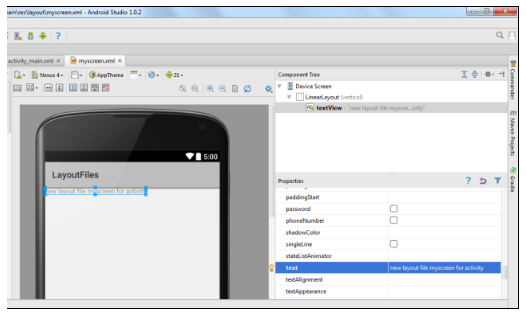 ain\res\layout\myscreen.xml - Android Studio 1.0.2
activity_main.xml × myscreen.xml ×
Nexus 4 AppTheme 21
Component Tree
Device Screen
LinearLayout (vertical)
textView - "new layout file myscre...ivity"
Commander
Maven Projects
Gradle
5:00
LayoutFiles
new layout file myscreen for activity
Properties
paddingStart
password
phoneNumber
shadowColor
singleLine
stateListAnimator
text new layout file myscreen for activity
textAlignment
textAppearance